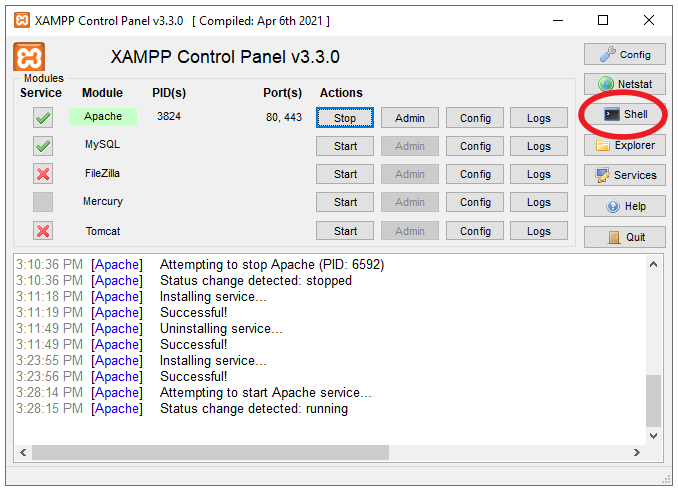 XAMPP Control Panel v3.3.0 [ Compiled: Apr 6th 2021 ]
XAMPP Control Panel v3.3.0
Config
Modules
Netstat
Service Module PID(s) Port(s) Actions
Apache 3824 80, 443 Stop Admin Config Logs
Shell
MySQL Start Admin Config Logs
Explorer
FileZilla Start Admin Config Logs
Services
Mercury Start Admin Config Logs
Help
Tomcat Start Admin Config Logs
Quit
3:10:36 PM [Apache] Attempting to stop Apache (PID: 6592)
3:10:36 PM [Apache] Status change detected: stopped
3:11:18 PM [Apache] Installing service...
3:11:19 PM [Apache] Successful!
3:11:49 PM [Apache] Uninstalling service...
3:11:49 PM [Apache] Successful!
3:23:55 PM [Apache] Installing service...
3:23:56 PM [Apache] Successful!
3:28:14 PM [Apache] Attempting to start Apache service...
3:28:15 PM [Apache] Status change detected: running